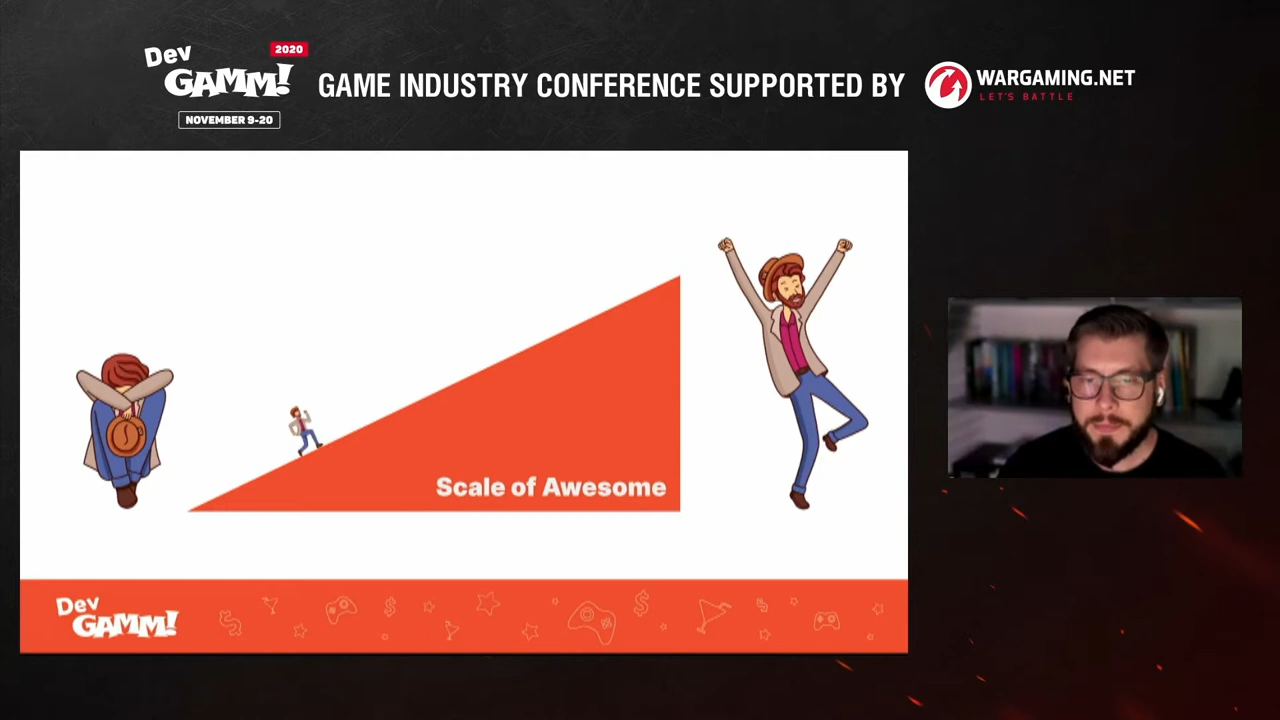 Dev
GAMM!
2020
NOVEMBER 9-20
GAME INDUSTRY CONFERENCE SUPPORTED BY
WARGAMING.NET
LET'S BATTLE
Scale of Awesome
Dev
GAMM!